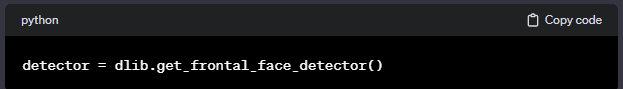 python
Copy code
detector = dlib.get_frontal_face_detector()